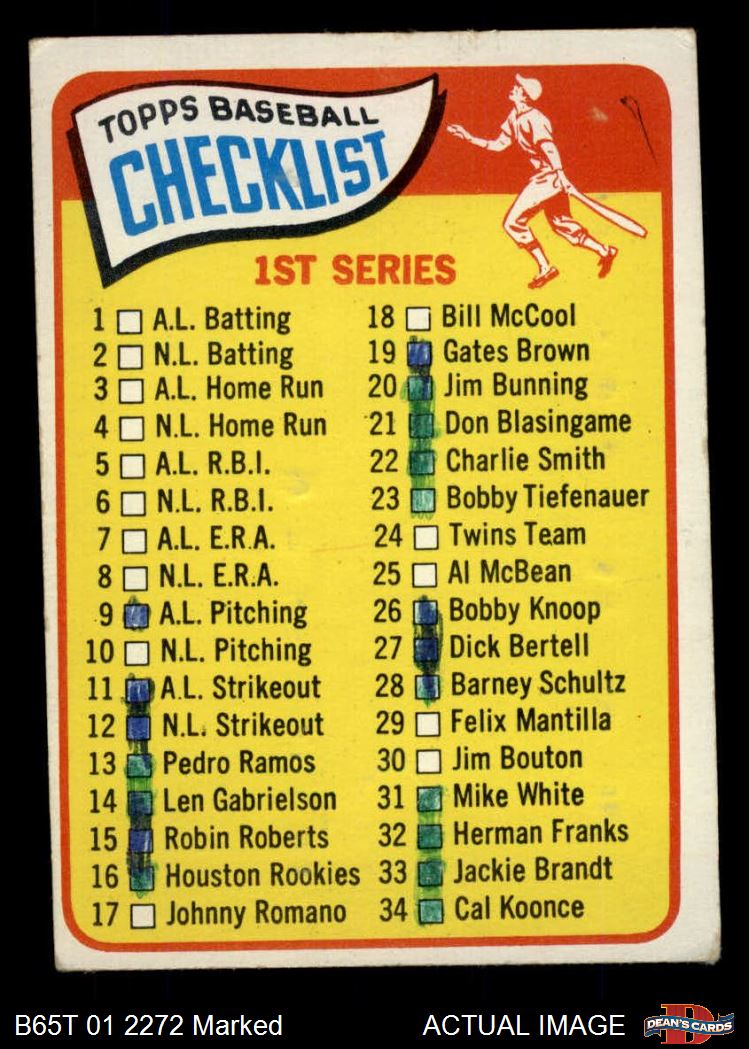 TOPPS BASEBALL
CHECKLIST
1ST SERIES
1 A.L. Batting
2 N.L. Batting
3 A.L. Home Run
4 N.L. Home Run
5 A.L. R.B.I.
6 N.L. R.B.I.
7 A.L. E.R.A.
8 N.L. E.R.A.
9 A.L. Pitching
10 N.L. Pitching
11 A.L. Strikeout
12 N.L. Strikeout
13 Pedro Ramos
14 Len Gabrielson
15 Robin Roberts
16 Houston Rookies
17 Johnny Romano
18 Bill McCool
19 Gates Brown
20 Jim Bunning
21 Don Blasingame
22 Charlie Smith
23 Bobby Tiefenauer
24 Twins Team
25 Al McBean
26 Bobby Knoop
27 Dick Bertell
28 Barney Schultz
29 Felix Mantilla
30 Jim Bouton
31 Mike White
32 Herman Franks
33 Jackie Brandt
34 Cal Koonce
B65T 01 2272 Marked
ACTUAL IMAGE
D
DEAN'S CARDS